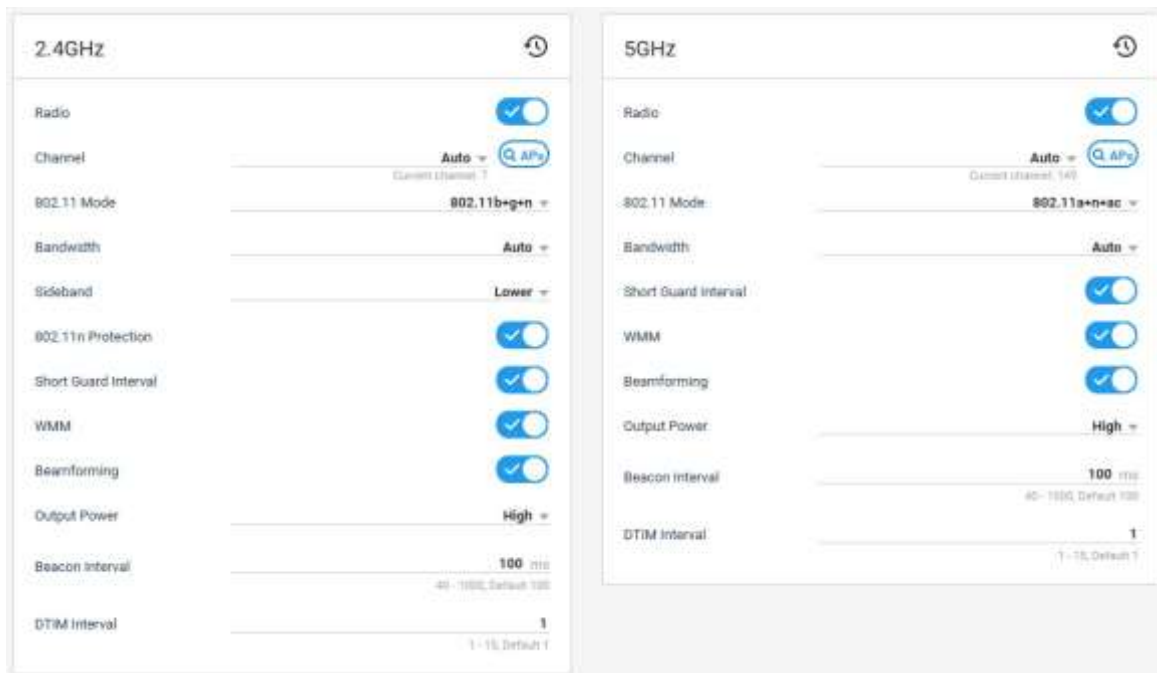 2.4GHz
Radio
Channel Auto APs
Current channel: 7
802.11 Mode 802.11b+g+n
Bandwidth Auto
Sideband Lower
802.11n Protection
Short Guard Interval
WMM
Beamforming
Output Power High
Beacon Interval 100 ms
40 - 1000, Default 100
DTIM Interval 1
1 - 15, Default 1
5GHz
Radio
Channel Auto APs
Current channel: 149
802.11 Mode 802.11a+n+ac
Bandwidth Auto
Short Guard Interval
WMM
Beamforming
Output Power High
Beacon Interval 100 ms
40 - 1000, Default 100
DTIM Interval 1
1 - 15, Default 1